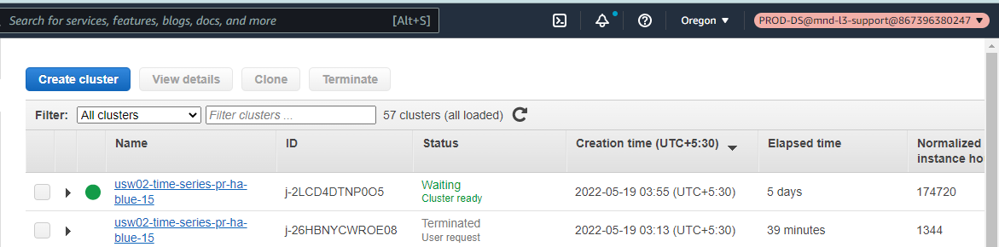 Search for services, features, blogs, docs, and more [Alt+S] Oregon PROD-DS@mnd-l3-support@867396380247
Create cluster View details Clone Terminate
Filter: All clusters Filter clusters ... 57 clusters (all loaded)
Name ID Status Creation time (UTC+5:30) Elapsed time Normalized
instance ho
usw02-time-series-pr-ha-
blue-15
j-2LCD4DTNP0O5
Waiting
Cluster ready
2022-05-19 03:55 (UTC+5:30)
5 days
174720
usw02-time-series-pr-ha-
blue-15
j-26HBNYCWROE08
Terminated
User request
2022-05-19 03:13 (UTC+5:30)
39 minutes
1344